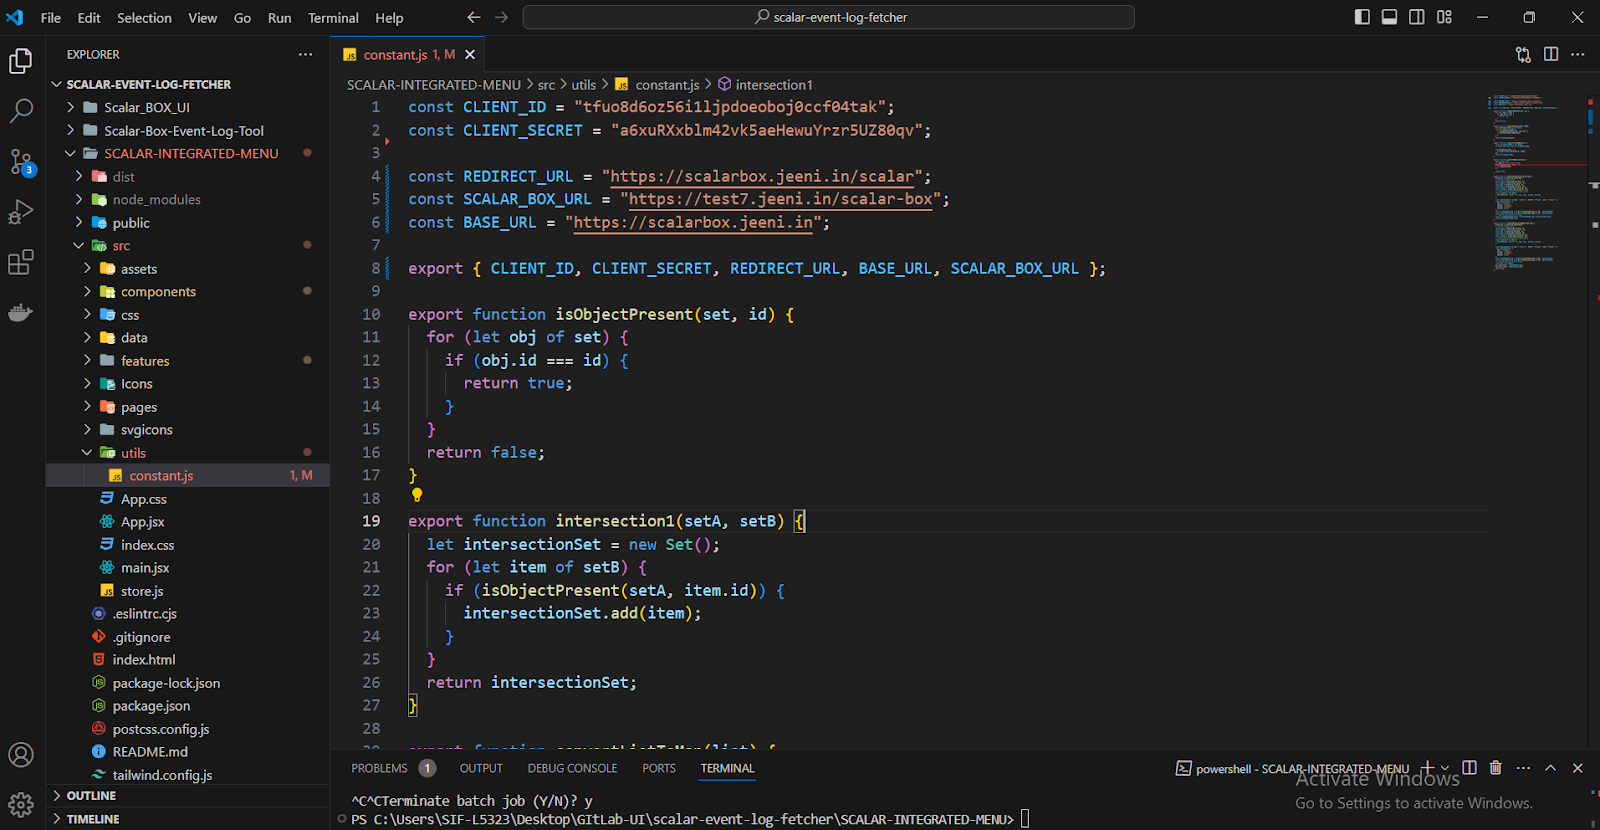 File Edit Selection View Go Run Terminal Help
scalar-event-log-fetcher
EXPLORER
SCALAR-EVENT-LOG-FETCHER
Scalar_BOX_UI
Scalar-Box-Event-Log-Tool
SCALAR-INTEGRATED-MENU
dist
node_modules
public
src
assets
components
css
data
features
Icons
pages
svgicons
utils
constant.js 1, M
App.css
App.jsx
index.css
main.jsx
store.js
.eslintrc.cjs
.gitignore
index.html
package-lock.json
package.json
postcss.config.js
README.md
tailwind.config.js
OUTLINE
TIMELINE
3
constant.js 1, M
SCALAR-INTEGRATED-MENU > src > utils > constant.js > intersection1
1 const CLIENT_ID = "tfuo8d6oz56i1ljpdoeoboj0ccf04tak";
2 const CLIENT_SECRET = "a6xuRXxblm42vk5aeHewuYrzr5UZ80qv";
3
4 const REDIRECT_URL = "https://scalarbox.jeeni.in/scalar";
5 const SCALAR_BOX_URL = "https://test7.jeeni.in/scalar-box";
6 const BASE_URL = "https://scalarbox.jeeni.in";
7
8 export { CLIENT_ID, CLIENT_SECRET, REDIRECT_URL, BASE_URL, SCALAR_BOX_URL };
9
10 export function isObjectPresent(set, id) {
11 for (let obj of set) {
12 if (obj.id === id) {
13 return true;
14 }
15 }
16 return false;
17 }
18
19 export function intersection1(setA, setB) {
20 let intersectionSet = new Set();
21 for (let item of setB) {
22 if (isObjectPresent(setA, item.id)) {
23 intersectionSet.add(item);
24 }
25 }
26 return intersectionSet;
27 }
28
29 export function convertListToMap(list) {
PROBLEMS 1 OUTPUT DEBUG CONSOLE PORTS TERMINAL
powershell - SCALAR-INTEGRATED-MENU
^C^CTerminate batch job (Y/N)? y
PS C:\Users\SIF-L5323\Desktop\GItLab-UI\scalar-event-log-fetcher\SCALAR-INTEGRATED-MENU>
Activate Windows
Go to Settings to activate Windows.